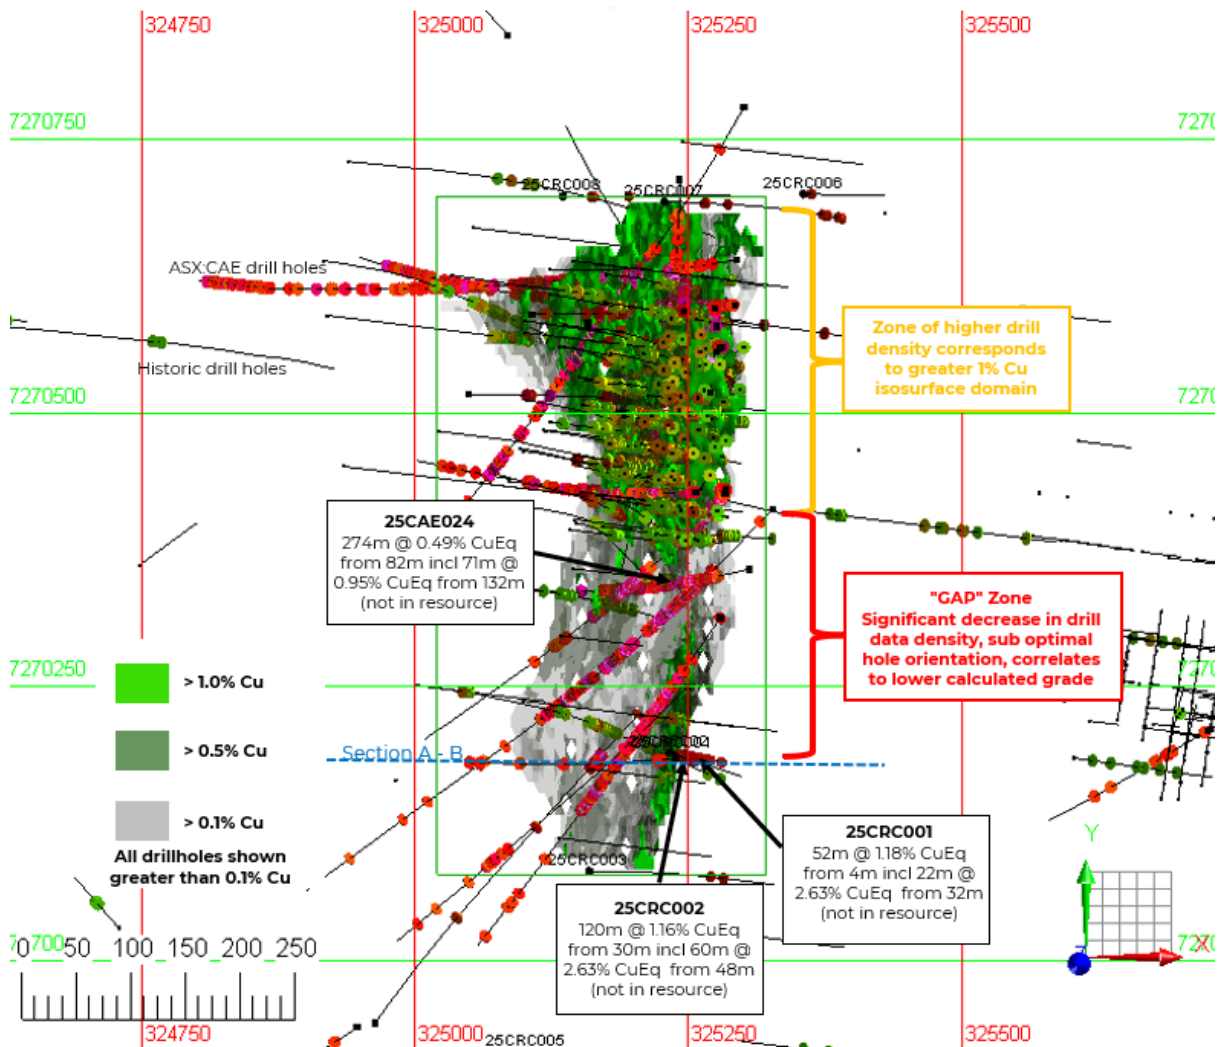 324750
325000
325250
325500
7270750
7270
25CRC008
25CRC007
25CRC006
ASX:CAE drill holes
Historic drill holes
Zone of higher drill
density corresponds
to greater 1% Cu
isosurface domain
7270500
7270
25CAE024
274m @ 0.49% CuEq
from 82m incl 71m @
0.95% CuEq from 132m
(not in resource)
"GAP" Zone
Significant decrease in drill
data density, sub optimal
hole orientation, correlates
to lower calculated grade
7270250
> 1.0% Cu
> 0.5% Cu
> 0.1% Cu
All drillholes shown
greater than 0.1% Cu
Section A - B
25CRC003
25CRC001
52m @ 1.18% CuEq
from 4m incl 22m @
2.63% CuEq from 32m
(not in resource)
25CRC002
120m @ 1.16% CuEq
from 30m incl 60m @
2.63% CuEq from 48m
(not in resource)
Y
X
7270
0 50 100 150 200 250
324750
325000
25CRC005
325250
325500